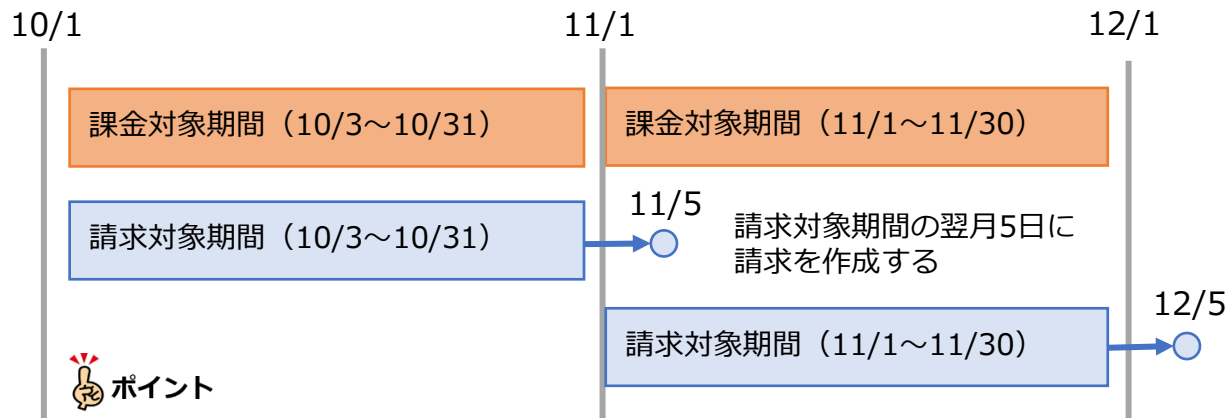 10/1
11/1
12/1
課金対象期間（10/3～10/31）
課金対象期間（11/1～11/30）
請求対象期間（10/3～10/31）
11/5
請求対象期間の翌月5日に
請求を作成する
請求対象期間（11/1～11/30）
12/5
ポイント